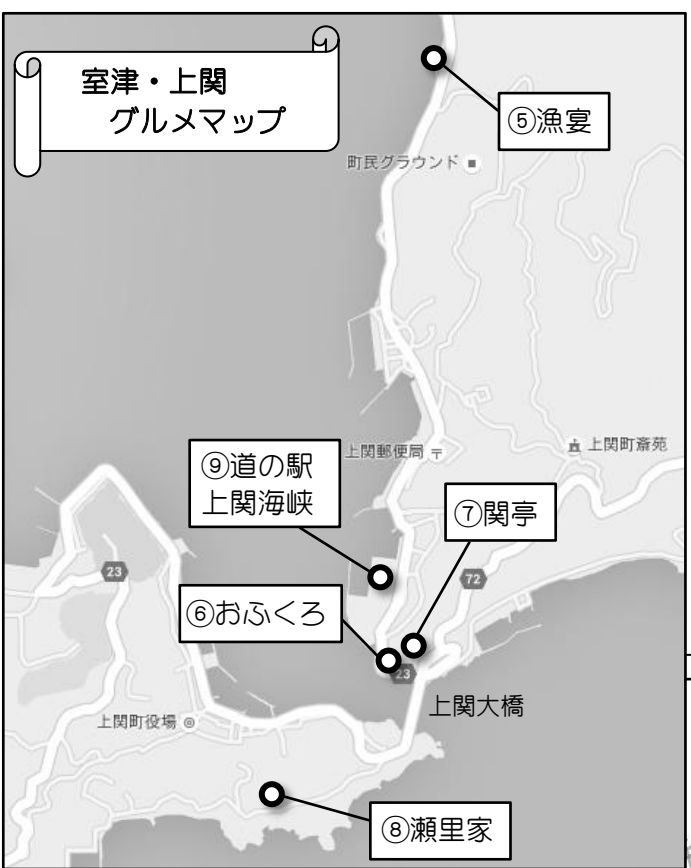 室津・上関
グルメマップ
⑤漁宴
町民グラウンド
上関郵便局 〒
上関町斎苑
⑨道の駅
上関海峡
⑦関亭
23
72
⑥おふくろ
23
上関大橋
上関町役場
⑧瀬里家